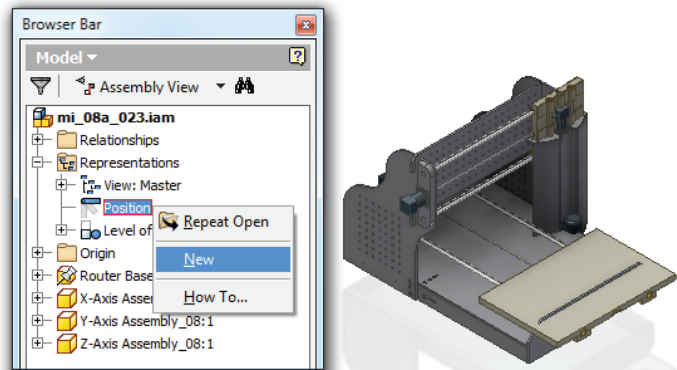 Browser Bar
Model
Assembly View
mi_08a_023.iam
Relationships
Representations
View: Master
Position
Repeat Open
Level of
New
Origin
Router Base
How To...
X-Axis Asse
Y-Axis Assembly_08:1
Z-Axis Assembly_08:1